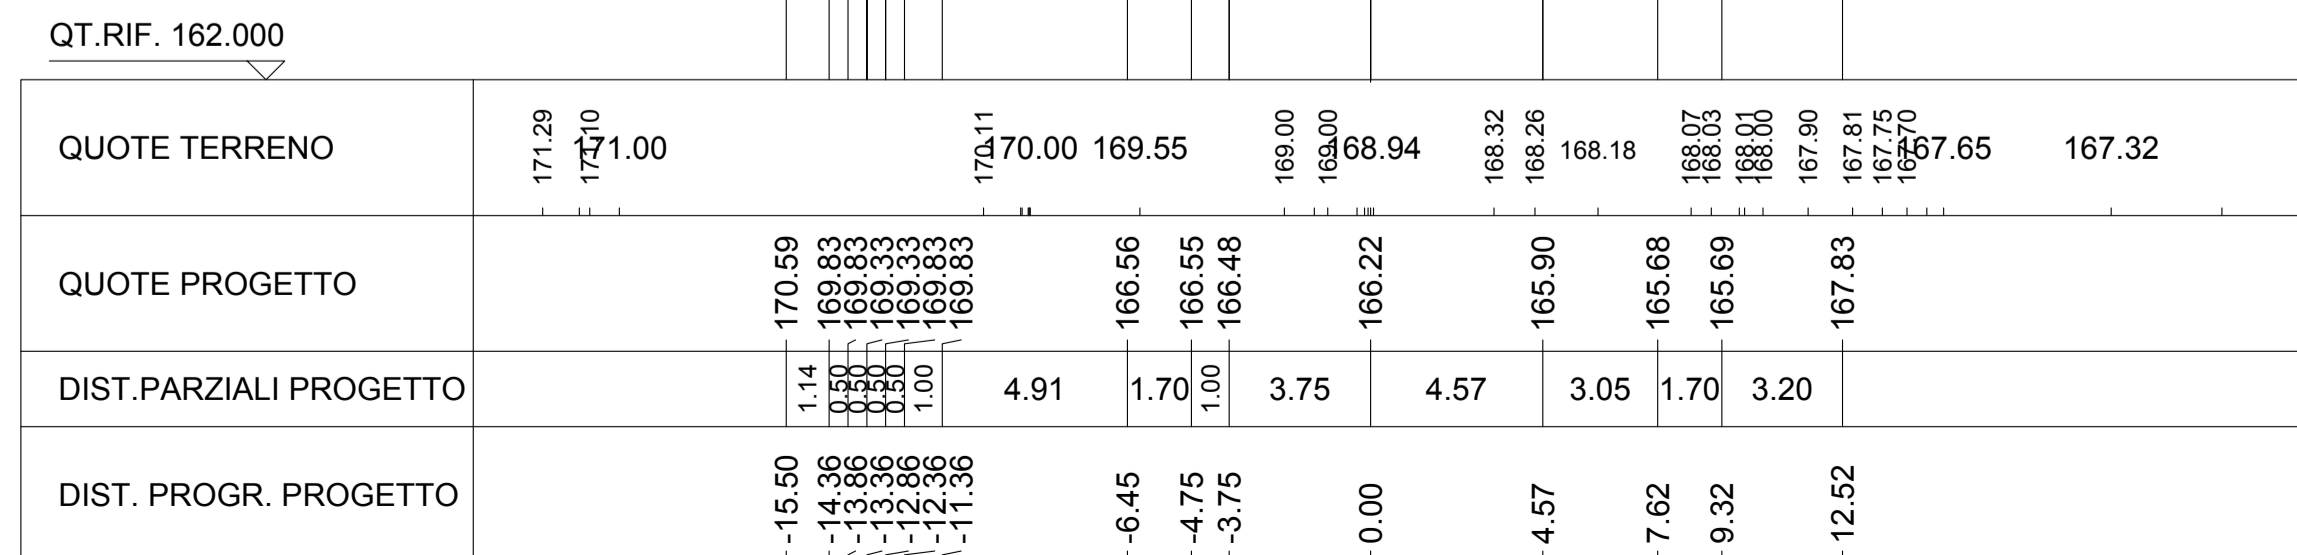 QT.RIF. 162.000
QUOTE TERRENO 171.29 171.10 171.00 170.11 170.00 169.55 169.00 169.00 168.94 168.32 168.26 168.18 168.07 168.03 168.01 168.00 167.90 167.81 167.75 167.70 167.65 167.32
QUOTE PROGETTO 170.59 169.83 169.83 169.33 169.33 169.83 169.83 166.56 166.55 166.48 166.22 165.90 165.68 165.69 167.83
DIST.PARZIALI PROGETTO 1.14 0.50 0.50 0.50 0.50 1.00 4.91 1.70 1.00 3.75 4.57 3.05 1.70 3.20
DIST. PROGR. PROGETTO -15.50 -14.36 -13.86 -13.36 -12.86 -12.36 -11.36 -6.45 -4.75 -3.75 0.00 4.57 7.62 9.32 12.52